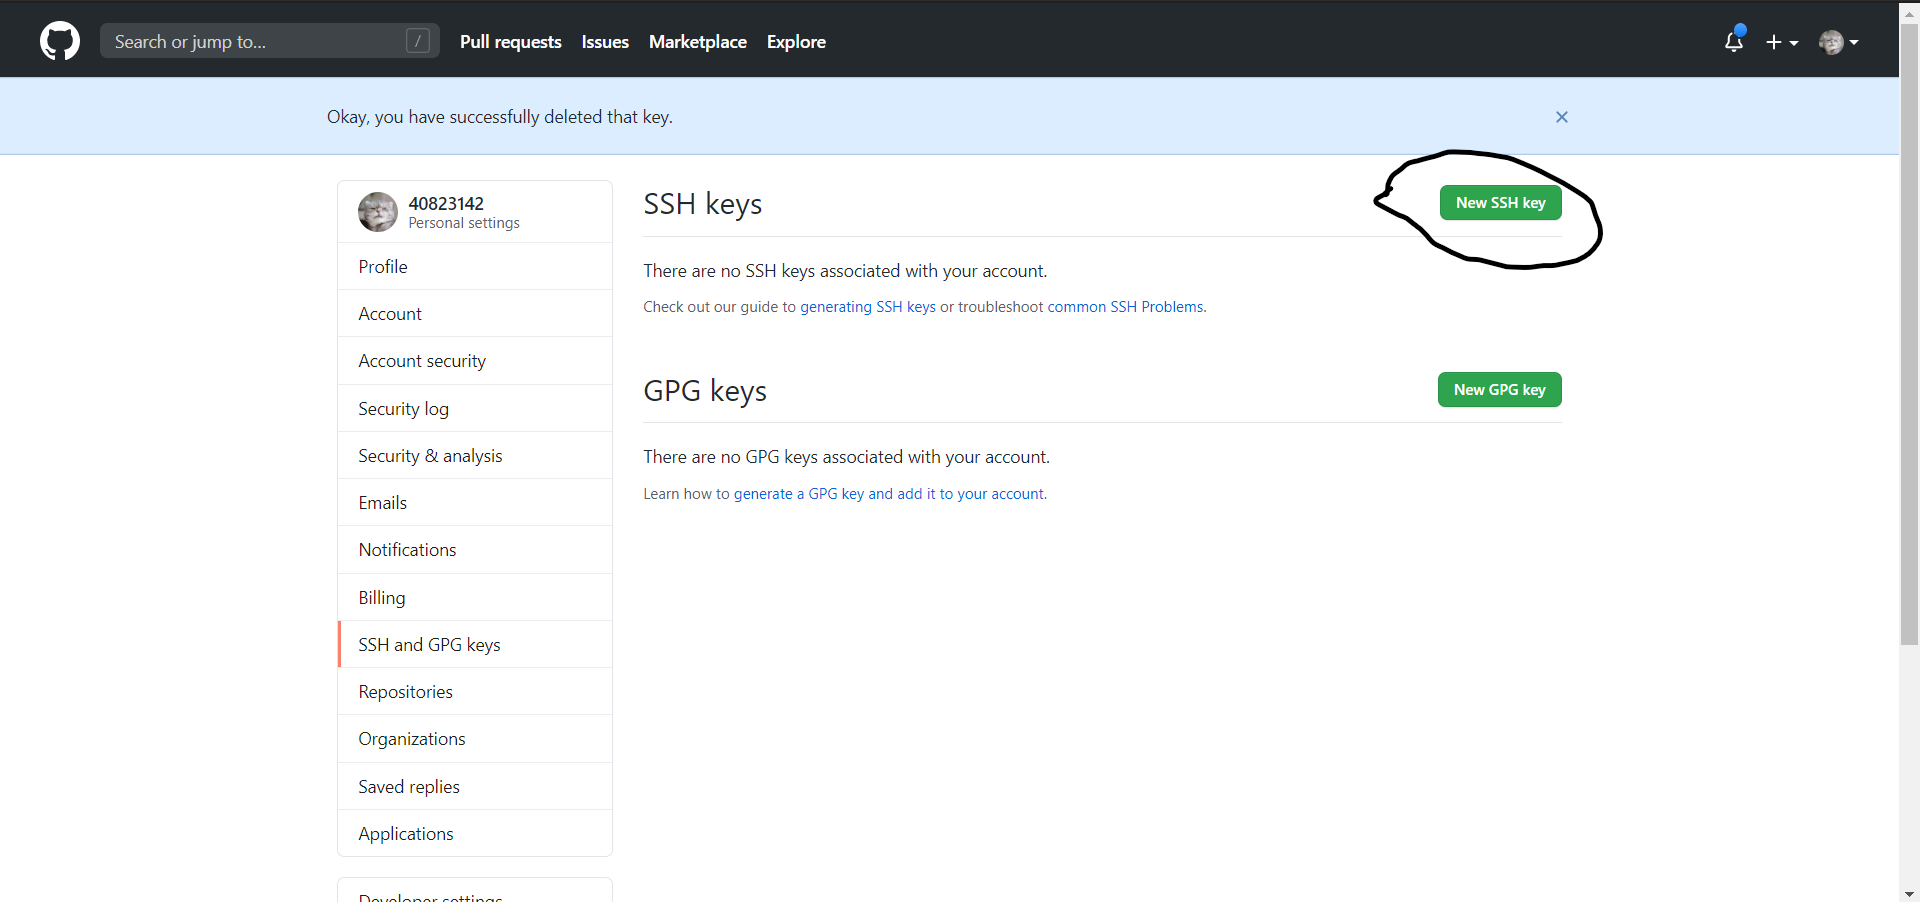 Search or jump to...
/
Pull requests
Issues
Marketplace
Explore
Okay, you have successfully deleted that key.
40823142
Personal settings
Profile
Account
Account security
Security log
Security & analysis
Emails
Notifications
Billing
SSH and GPG keys
Repositories
Organizations
Saved replies
Applications
Developer settings
SSH keys
New SSH key
There are no SSH keys associated with your account.
Check out our guide to generating SSH keys or troubleshoot common SSH Problems.
GPG keys
New GPG key
There are no GPG keys associated with your account.
Learn how to generate a GPG key and add it to your account.